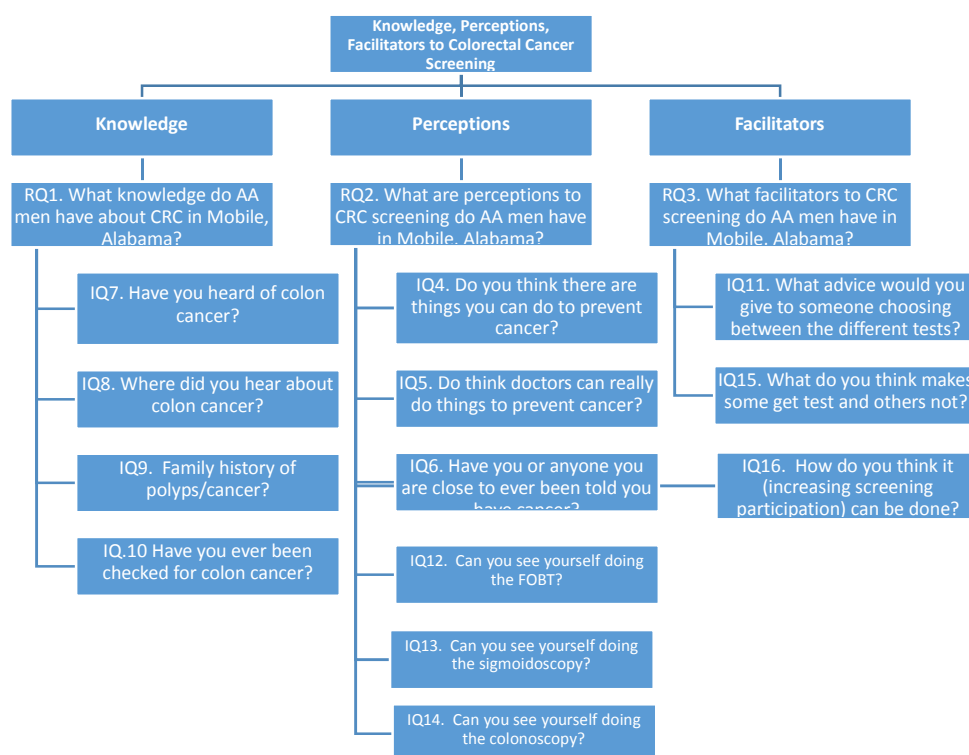 Knowledge, Perceptions,
Facilitators to Colorectal Cancer
Screening
Knowledge
Perceptions
Facilitators
RQ1. What knowledge do AA
men have about CRC in Mobile,
Alabama?
RQ2. What are perceptions to
CRC screening do AA men have
in Mobile. Alabama?
RQ3. What facilitators to CRC
screening do AA men have in
Mobile. Alabama?
IQ7. Have you heard of colon
cancer?
IQ8. Where did you hear about
colon cancer?
IQ9.  Family history of
polyps/cancer?
IQ.10 Have you ever been
checked for colon cancer?
IQ4. Do you think there are
things you can do to prevent
cancer?
IQ5. Do think doctors can really
do things to prevent cancer?
IQ6. Have you or anyone you
are close to ever been told you
have cancer?
IQ12.  Can you see yourself doing
the FOBT?
IQ13.  Can you see yourself doing
the sigmoidoscopy?
IQ14.  Can you see yourself doing
the colonoscopy?
IQ11. What advice would you
give to someone choosing
between the different tests?
IQ15. What do you think makes
some get test and others not?
IQ16.  How do you think it
(increasing screening
participation) can be done?